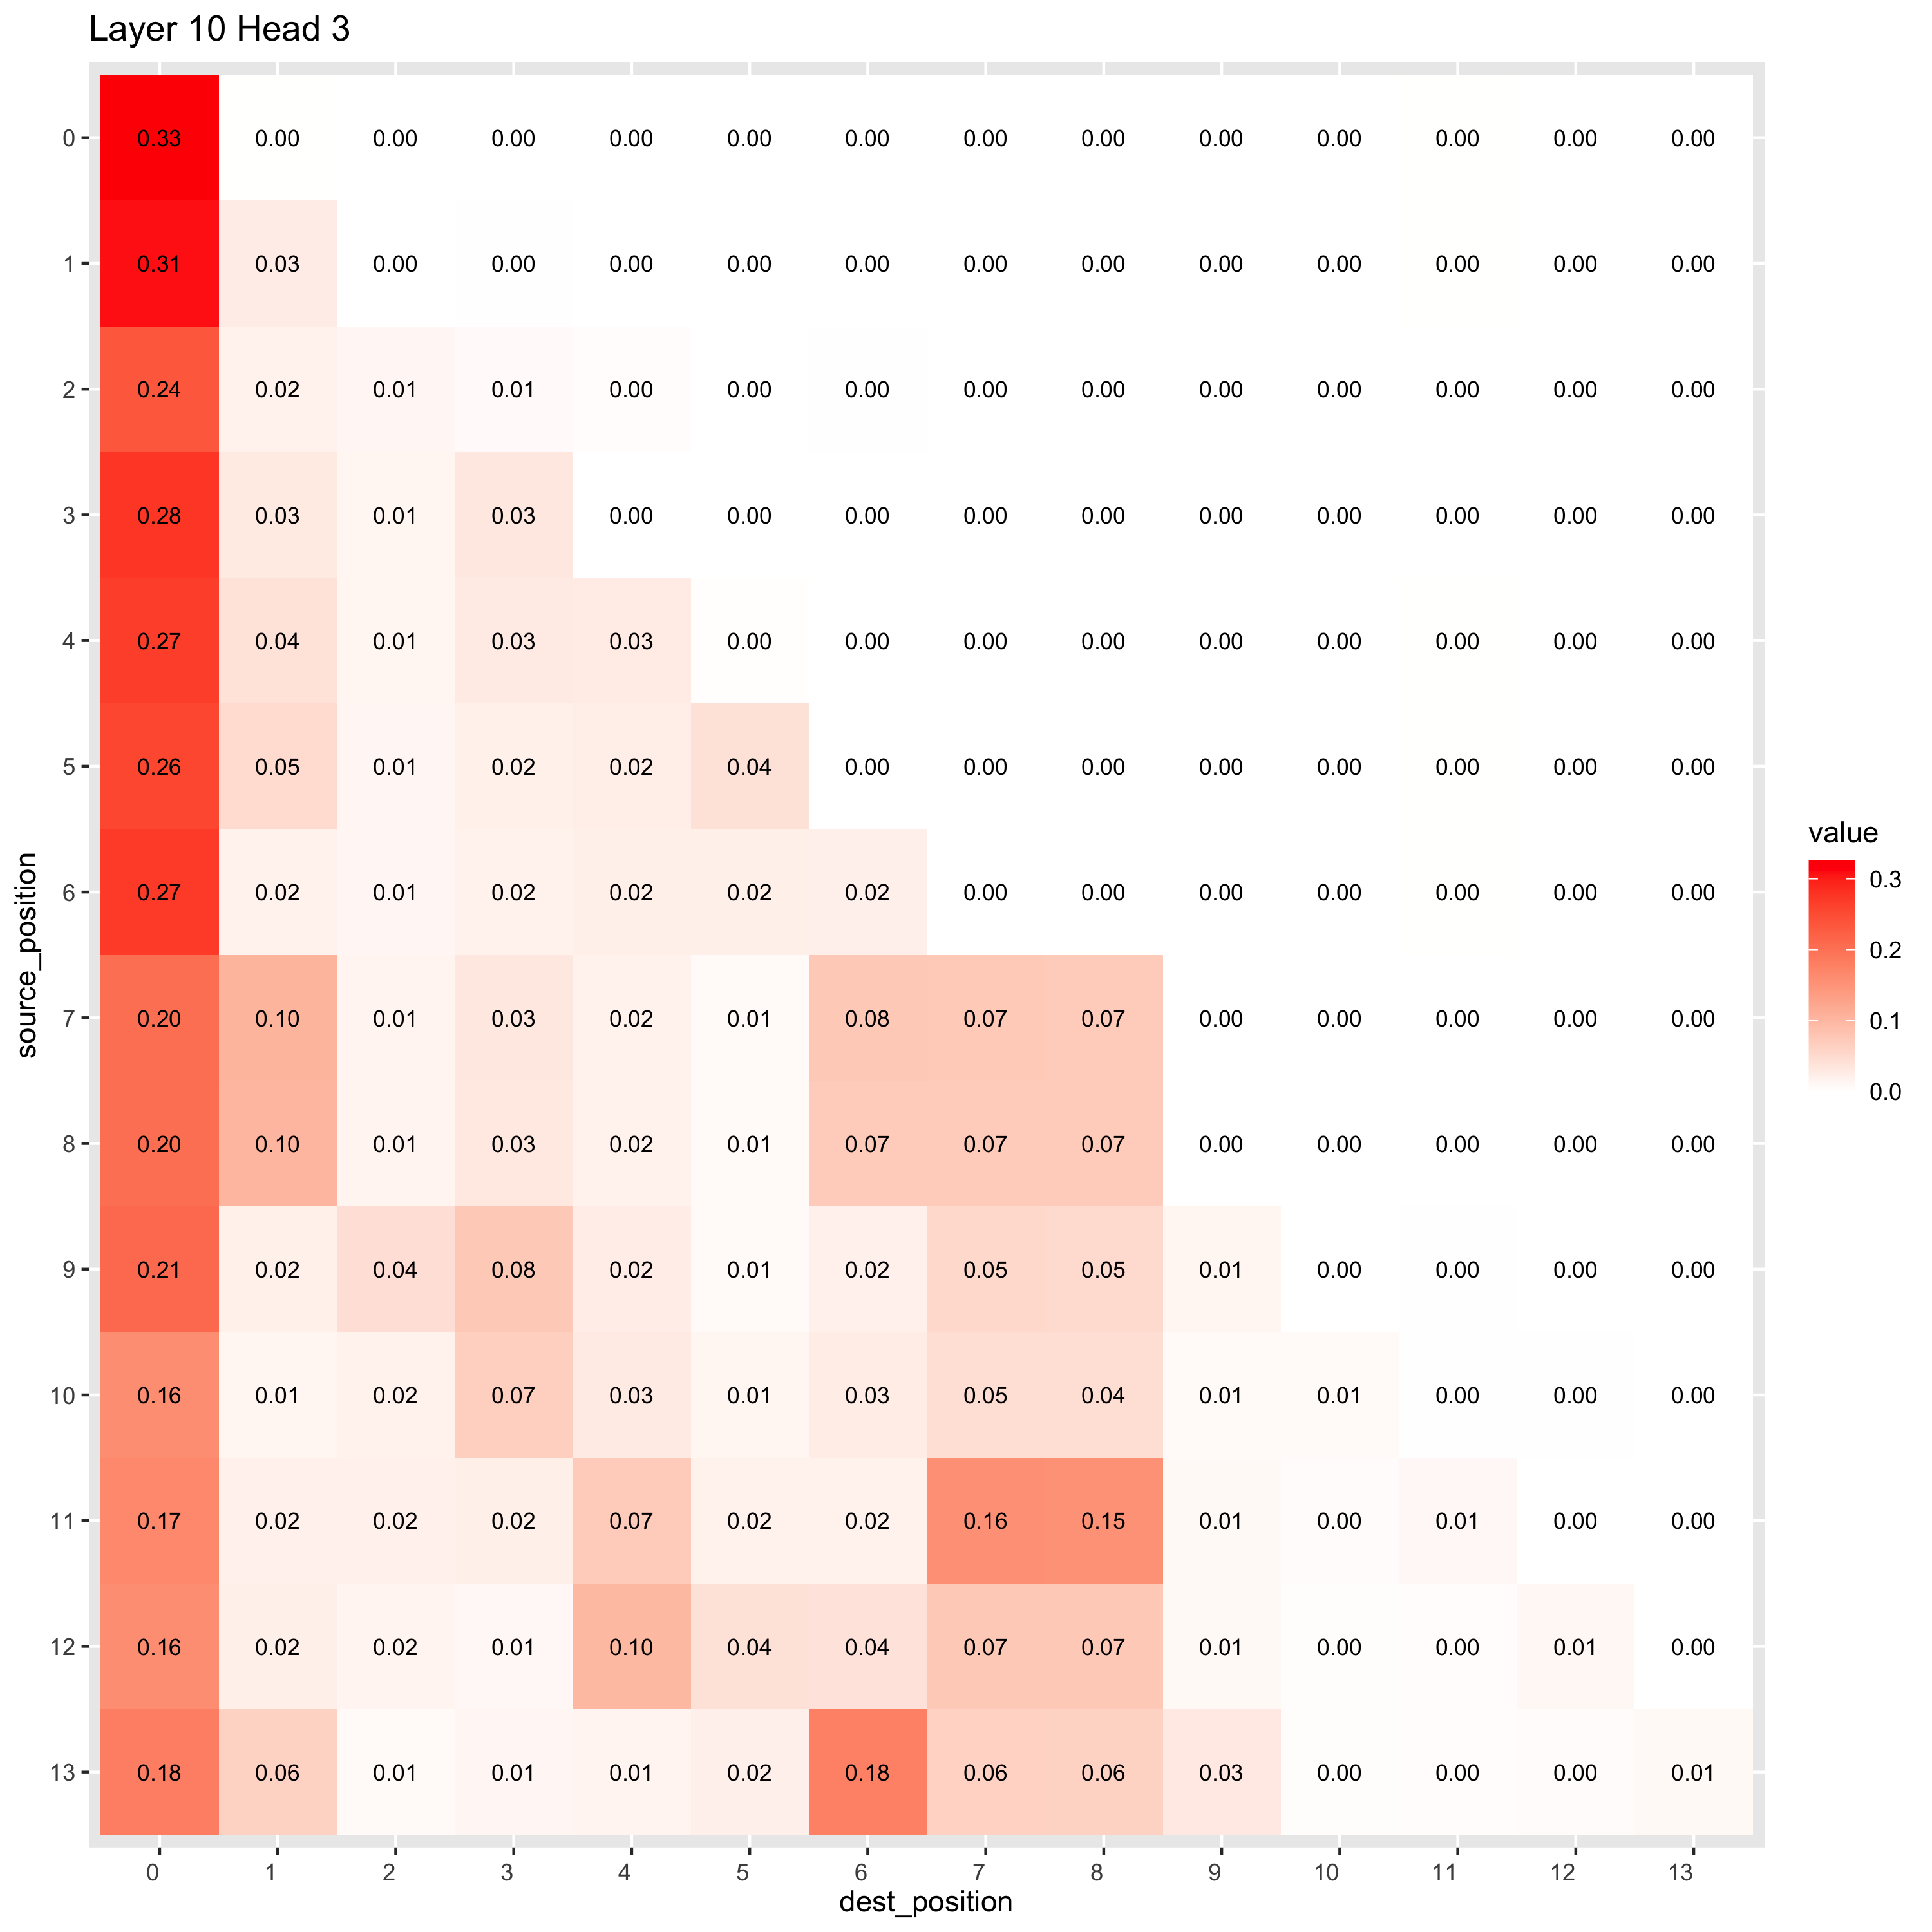 Layer 10 Head 3
0 0.33 0.00 0.00 0.00 0.00 0.00 0.00 0.00 0.00 0.00 0.00 0.00 0.00 0.00
1 0.31 0.03 0.00 0.00 0.00 0.00 0.00 0.00 0.00 0.00 0.00 0.00 0.00 0.00
2 0.24 0.02 0.01 0.01 0.00 0.00 0.00 0.00 0.00 0.00 0.00 0.00 0.00 0.00
3 0.28 0.03 0.01 0.03 0.00 0.00 0.00 0.00 0.00 0.00 0.00 0.00 0.00 0.00
4 0.27 0.04 0.01 0.03 0.03 0.00 0.00 0.00 0.00 0.00 0.00 0.00 0.00 0.00
5 0.26 0.05 0.01 0.02 0.02 0.04 0.00 0.00 0.00 0.00 0.00 0.00 0.00 0.00
6 0.27 0.02 0.01 0.02 0.02 0.02 0.02 0.00 0.00 0.00 0.00 0.00 0.00 0.00
7 0.20 0.10 0.01 0.03 0.02 0.01 0.08 0.07 0.07 0.00 0.00 0.00 0.00 0.00
8 0.20 0.10 0.01 0.03 0.02 0.01 0.07 0.07 0.07 0.00 0.00 0.00 0.00 0.00
9 0.21 0.02 0.04 0.08 0.02 0.01 0.02 0.05 0.05 0.01 0.00 0.00 0.00 0.00
10 0.16 0.01 0.02 0.07 0.03 0.01 0.03 0.05 0.04 0.01 0.01 0.00 0.00 0.00
11 0.17 0.02 0.02 0.02 0.07 0.02 0.02 0.16 0.15 0.01 0.00 0.01 0.00 0.00
12 0.16 0.02 0.02 0.01 0.10 0.04 0.04 0.07 0.07 0.01 0.00 0.00 0.01 0.00
13 0.18 0.06 0.01 0.01 0.01 0.02 0.18 0.06 0.06 0.03 0.00 0.00 0.00 0.01
0 1 2 3 4 5 6 7 8 9 10 11 12 13
dest_position
source_position
value
0.3
0.2
0.1
0.0